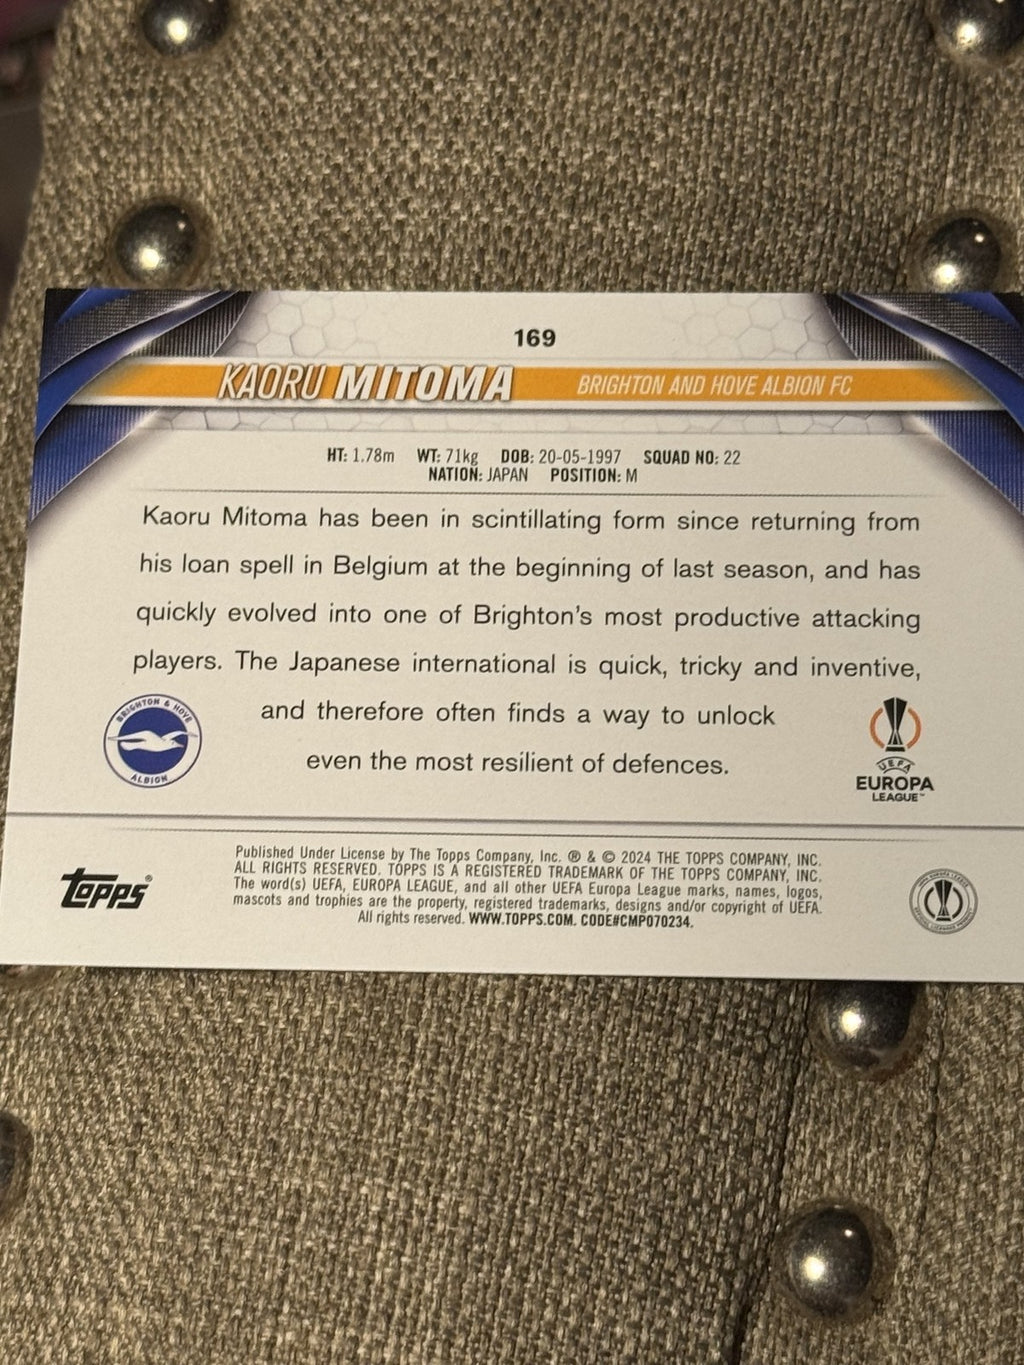 169
KAORU MITOMA BRIGHTON AND HOVE ALBION FC
HT: 1.78m WT: 71kg DOB: 20-05-1997 SQUAD NO: 22
NATION: JAPAN POSITION: M
Kaoru Mitoma has been in scintillating form since returning from
his loan spell in Belgium at the beginning of last season, and has
quickly evolved into one of Brighton's most productive attacking
players. The Japanese international is quick, tricky and inventive,
and therefore often finds a way to unlock
even the most resilient of defences.
BRIGHTON & HOVE
ALBION
UEFA
EUROPA
LEAGUE™
topps®
Published Under License by The Topps Company, Inc. ® & © 2024 THE TOPPS COMPANY, INC.
ALL RIGHTS RESERVED. TOPPS IS A REGISTERED TRADEMARK OF THE TOPPS COMPANY, INC.
The word(s) UEFA, EUROPA LEAGUE, and all other UEFA Europa League marks, names, logos,
mascots and trophies are the property, registered trademarks, designs and/or copyright of UEFA.
All rights reserved. WWW.TOPPS.COM. CODE#CMP070234.